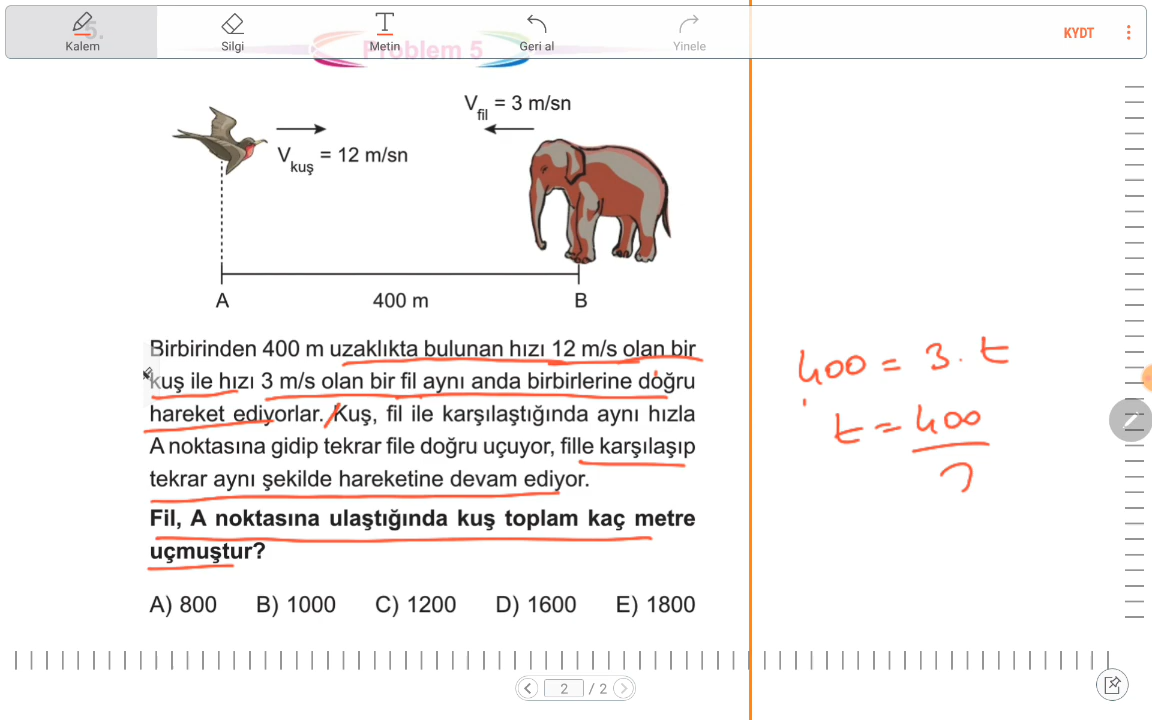 5.
Kalem
Silgi
Metin
Geri al
Yinele
KYDT
Problem 5
V fil = 3 m/sn
V kuş = 12 m/sn
A 400 m B
Birbirinden 400 m uzaklıkta bulunan hızı 12 m/s olan bir
kuş ile hızı 3 m/s olan bir fil aynı anda birbirlerine doğru
hareket ediyorlar. Kuş, fil ile karşılaştığında aynı hızla
A noktasına gidip tekrar file doğru uçuyor, fille karşılaşıp
tekrar aynı şekilde hareketine devam ediyor.
Fil, A noktasına ulaştığında kuş toplam kaç metre
uçmuştur?
A) 800 B) 1000 C) 1200 D) 1600 E) 1800
400 = 3 . t
t = 400
2 / 2